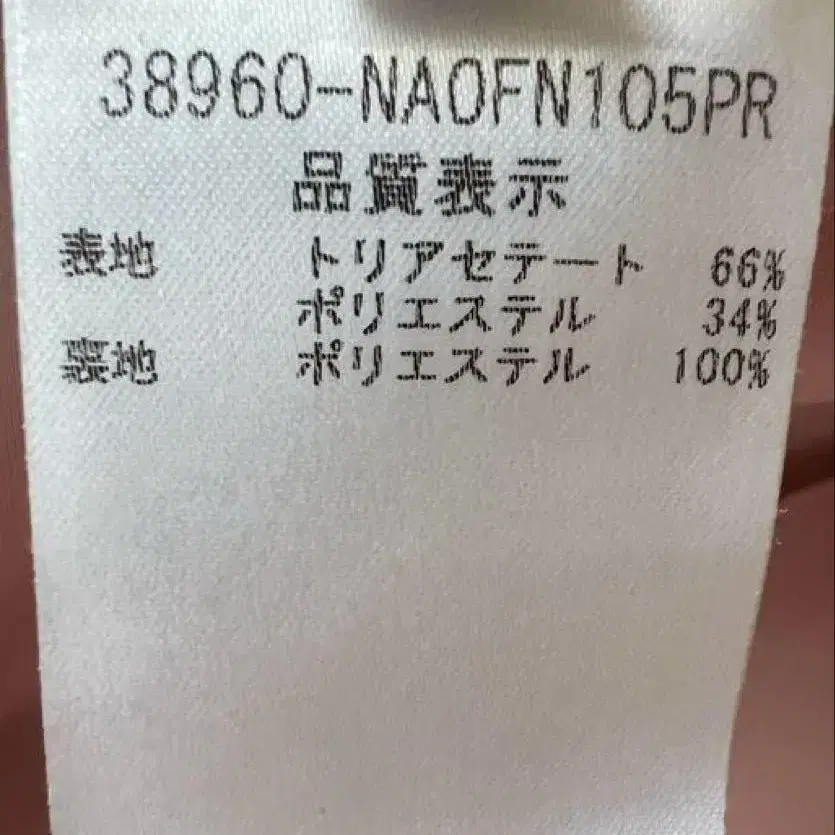 38960-NA0FN105PR
品質表示
表地 トリアセテート 66%
ポリエステル 34%
裏地 ポリエステル 100%